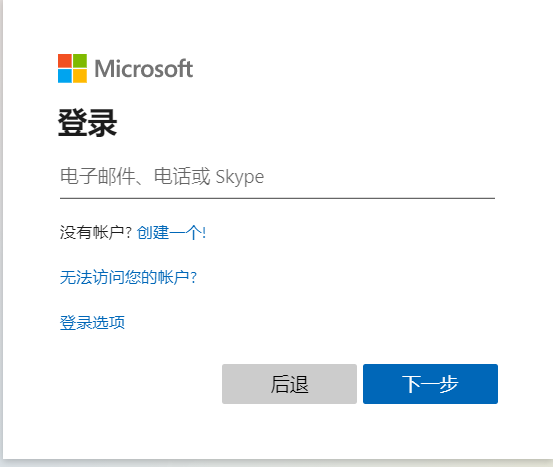 Microsoft
登录
电子邮件、电话或 Skype
没有帐户? 创建一个!
无法访问您的帐户?
登录选项
后退
下一步